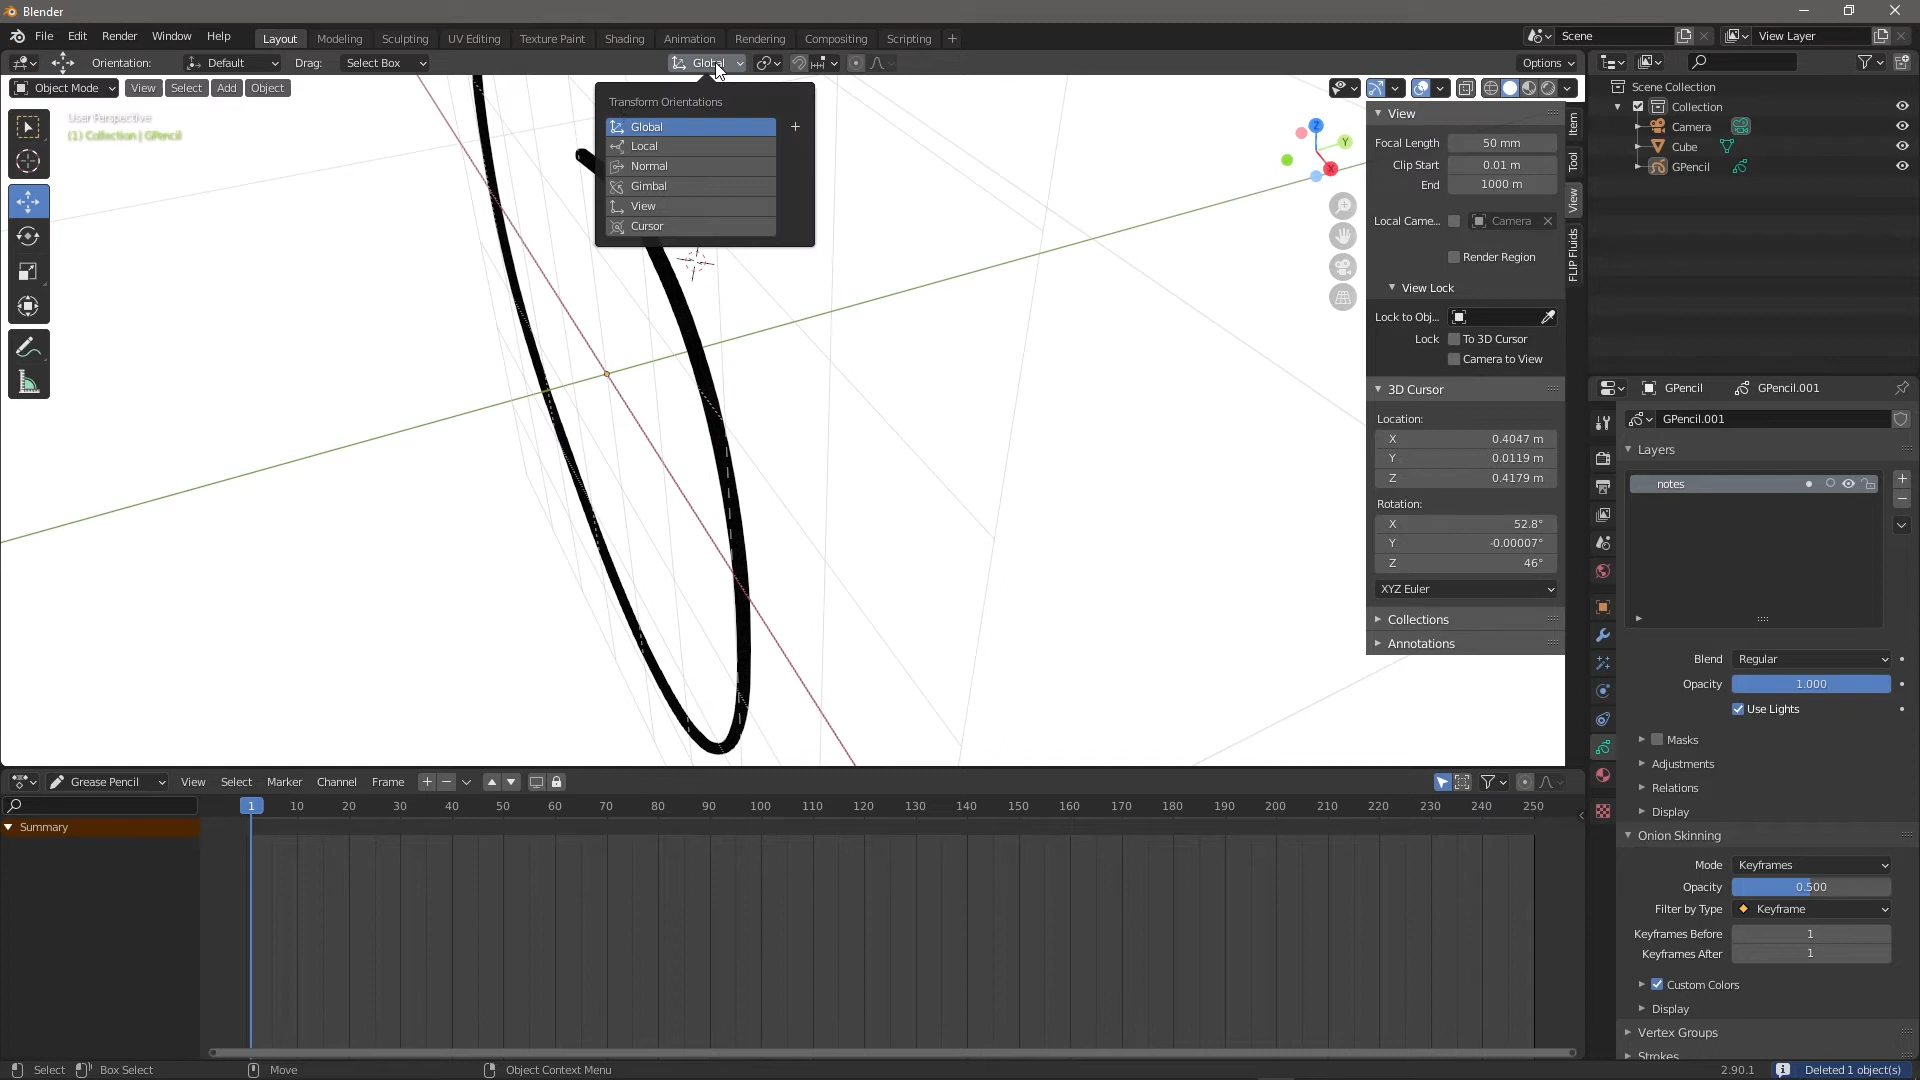 Blender
File Edit Render Window Help Layout Modeling Sculpting UV Editing Texture Paint Shading Animation Rendering Compositing Scripting + Scene View Layer
Orientation: Default Drag: Select Box Global Options
Object Mode View Select Add Object
User Perspective
(1) Collection | GPencil
Transform Orientations
Global +
Local
Normal
Gimbal
View
Cursor
Z
Y
X
View
Focal Length 50 mm
Clip Start 0.01 m
End 1000 m
Local Came... Camera
Render Region
View Lock
Lock to Obj...
Lock To 3D Cursor
Camera to View
3D Cursor
Location:
X 0.4047 m
Y 0.0119 m
Z 0.4179 m
Rotation:
X 52.8°
Y -0.00007°
Z 46°
XYZ Euler
Collections
Annotations
Item
Tool
View
FLIP Fluids
Scene Collection
Collection
Camera
Cube
GPencil
GPencil GPencil.001
GPencil.001
Layers
notes
Blend Regular
Opacity 1.000
Use Lights
Masks
Adjustments
Relations
Display
Onion Skinning
Mode Keyframes
Opacity 0.500
Filter by Type Keyframe
Keyframes Before 1
Keyframes After 1
Custom Colors
Display
Vertex Groups
Strokes
Grease Pencil View Select Marker Channel Frame
1 10 20 30 40 50 60 70 80 90 100 110 120 130 140 150 160 170 180 190 200 210 220 230 240 250
Summary
Select Box Select Move Object Context Menu 2.90.1 Deleted 1 object(s)